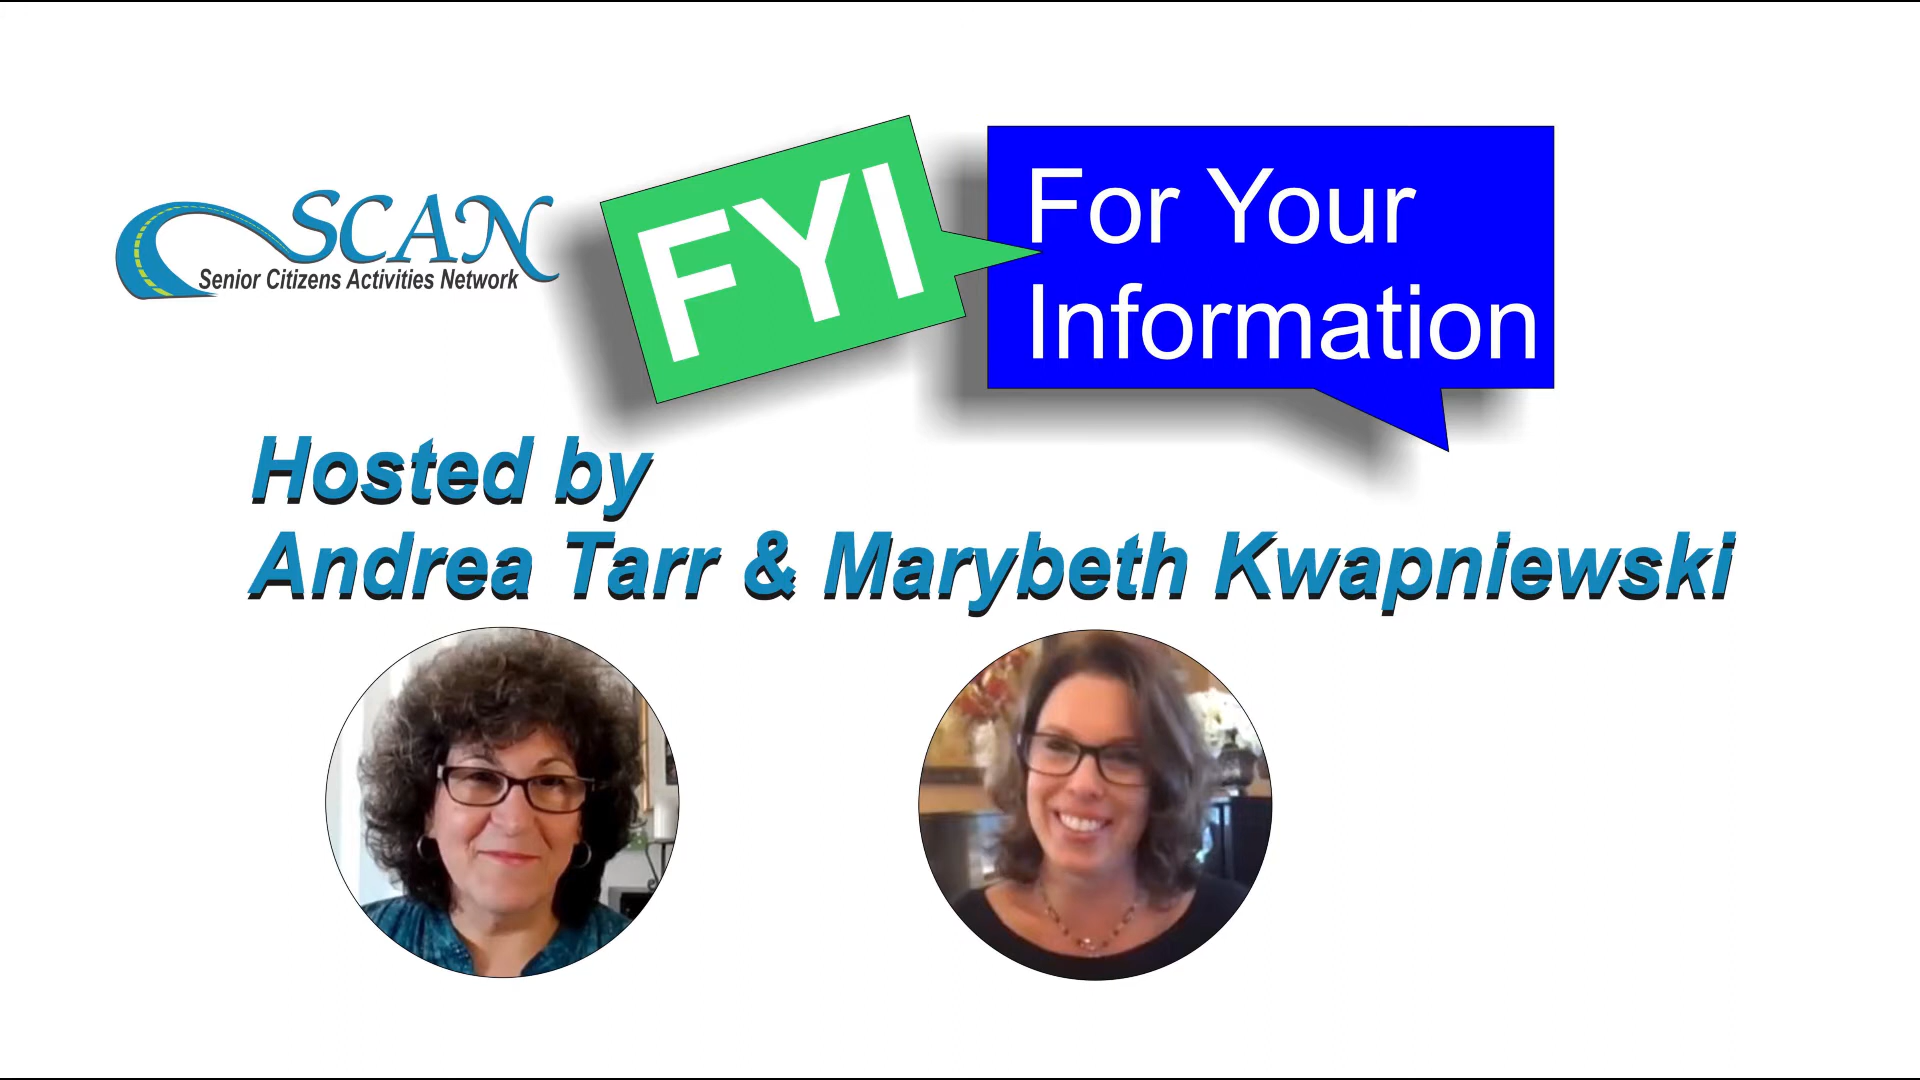 SCAN
Senior Citizens Activities Network
FYI
For Your
Information
Hosted by
Andrea Tarr & Marybeth Kwapniewski